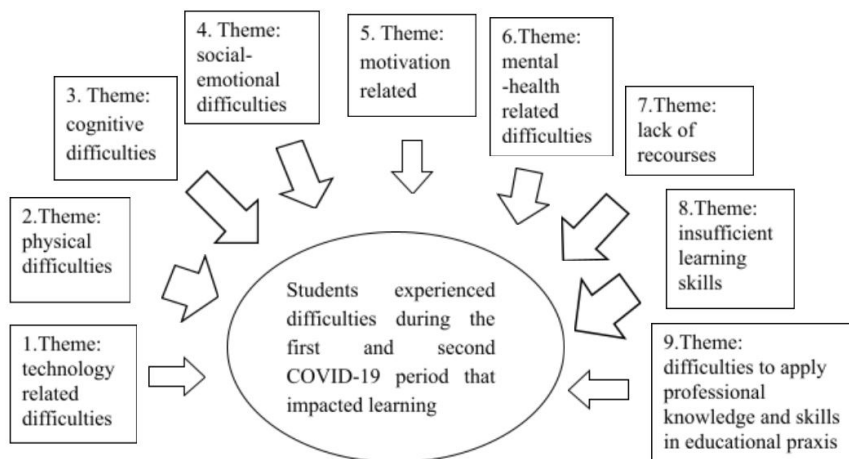 1.Theme:
technology
related
difficulties
2.Theme:
physical
difficulties
3. Theme:
cognitive
difficulties
4. Theme:
social-
emotional
difficulties
5. Theme:
motivation
related
6.Theme:
mental
-health
related
difficulties
7.Theme:
lack of
recourses
8.Theme:
insufficient
learning
skills
9.Theme:
difficulties to apply
professional
knowledge and skills
in educational praxis
Students experienced
difficulties during the
first and second
COVID-19 period that
impacted learning